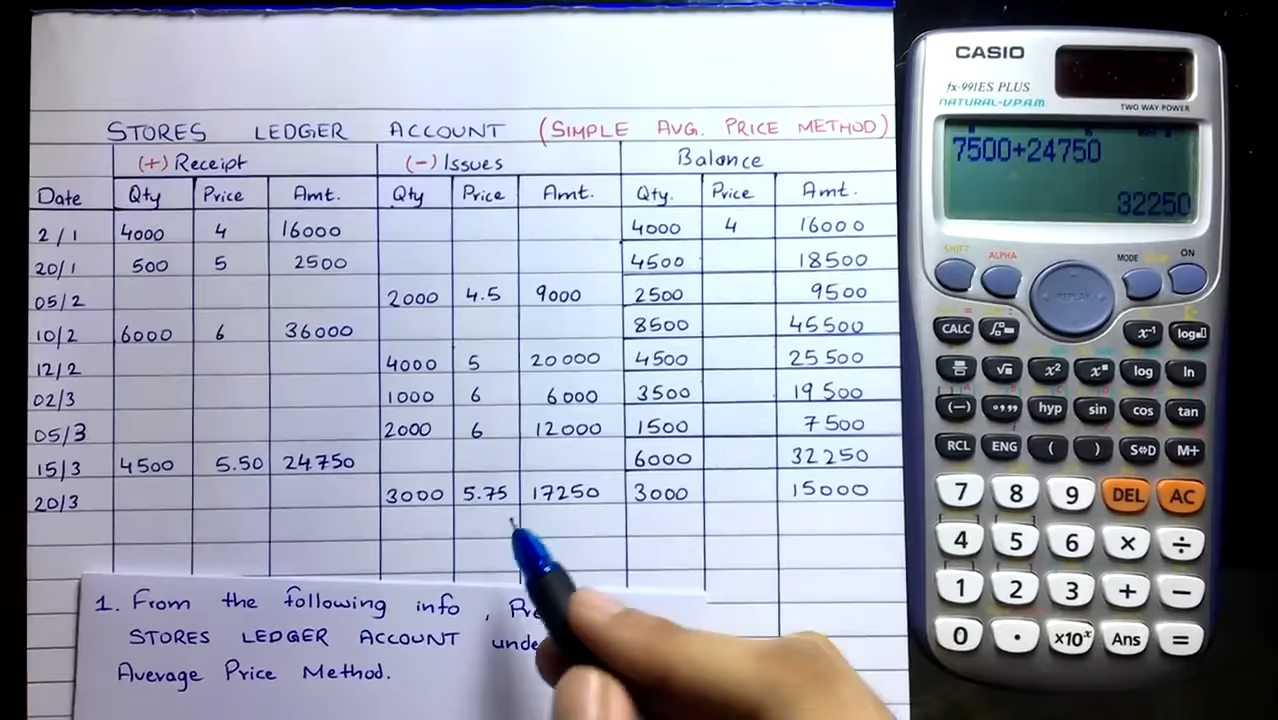 STORES LEDGER ACCOUNT (SIMPLE AVG. PRICE METHOD)
(+) Receipt (-) Issues Balance
Date Qty Price Amt. Qty Price Amt. Qty. Price Amt.
2/1 4000 4 16000 4000 4 16000
20/1 500 5 2500 4500 18500
05/2 2000 4.5 9000 2500 9500
10/2 6000 6 36000 8500 45500
12/2 4000 5 20000 4500 25500
02/3 1000 6 6000 3500 19500
05/3 2000 6 12000 1500 7500
15/3 4500 5.50 24750 6000 32250
20/3 3000 5.75 17250 3000 15000
1. From the following info,
STORES LEDGER ACCOUNT
Average Price Method.
CASIO
fx-991ES PLUS
NATURAL-V.P.A.M.
TWO WAY POWER
7500+24750
32250
SHIFT ALPHA MODE ON
REPLAY
CALC x⁻¹ log
√ x² log ln
(−) °,,, hyp sin cos tan
RCL ENG ( ) S⇔D M+
7 8 9 DEL AC
4 5 6 × ÷
1 2 3 + −
0 . ×10ˣ Ans =